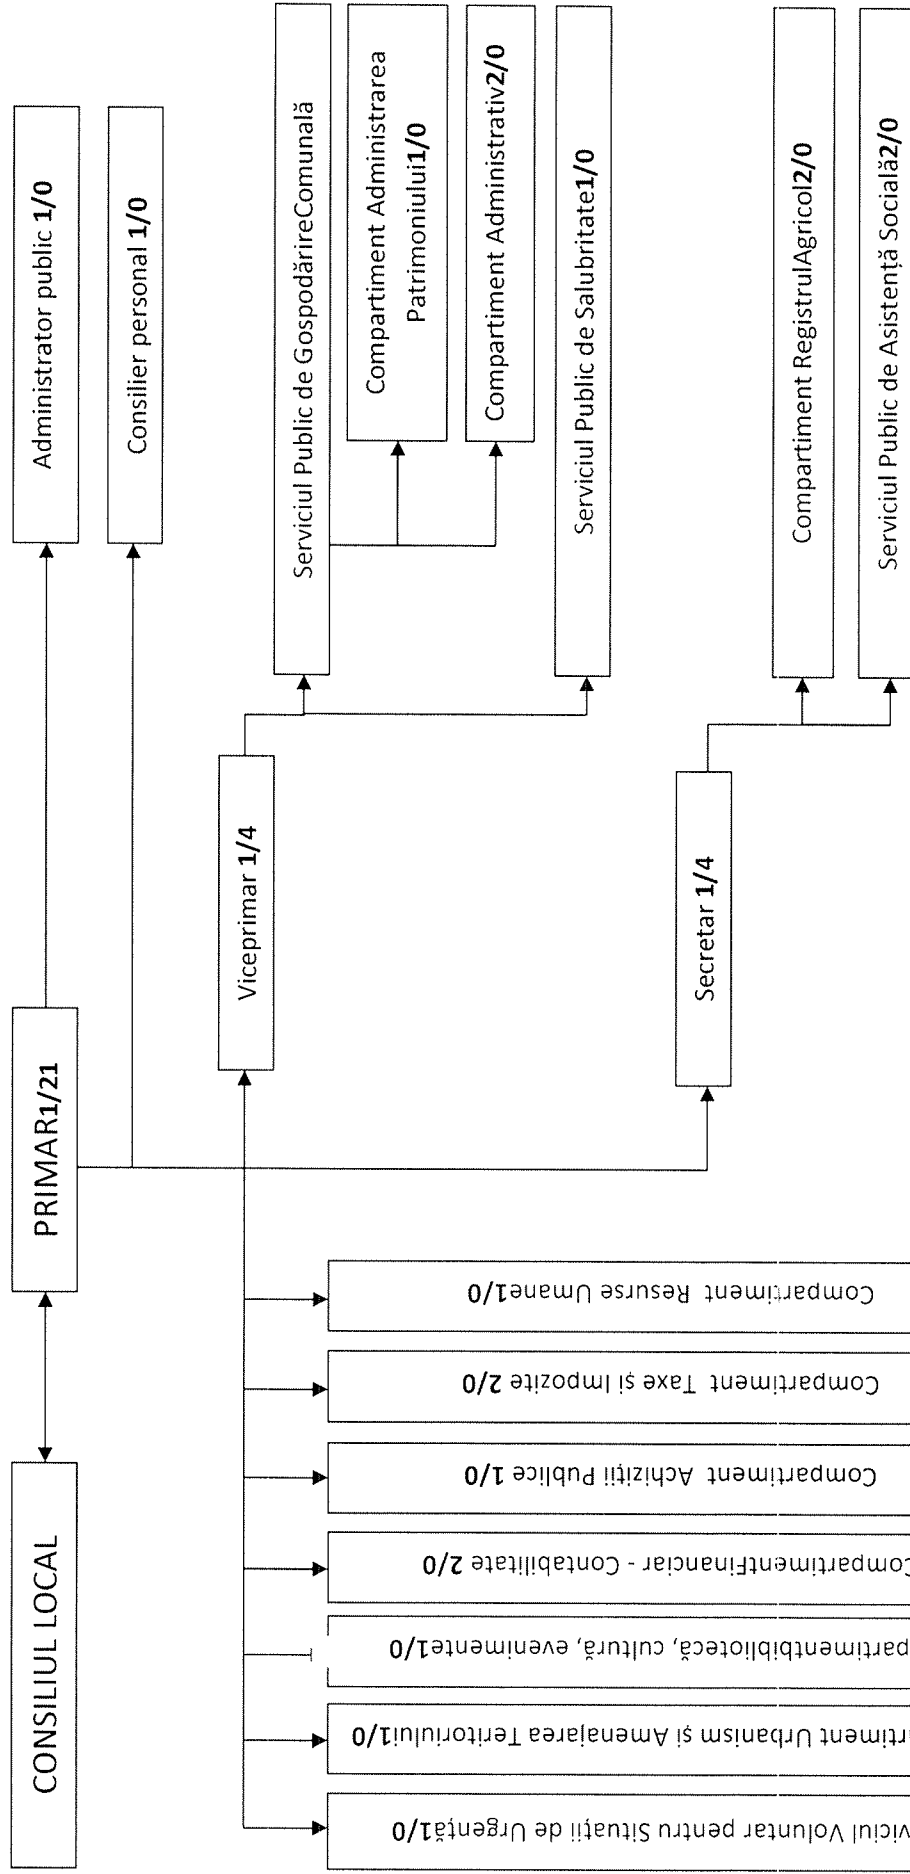 CONSILIUL LOCAL
PRIMAR1/21
Administrator public 1/0
Consilier personal 1/0
Viceprimar 1/4
Serviciul Public de GospodărireComunală
Compartiment Administrarea
Patrimoniului1/0
Compartiment Administrativ2/0
Serviciul Public de Salubritate1/0
Secretar 1/4
Compartiment RegistrulAgricol2/0
Serviciul Public de Asistență Socială2/0
Voluntar pentru Situații de Urgență1/0
Urbanism și Amenajarea Teritoriului1/0
cultură, evenimente1/0
- Contabilitate 2/0
Compartiment Achiziții Publice 1/0
Compartiment Taxe și Impozite 2/0
Compartiment Resurse Umane1/0